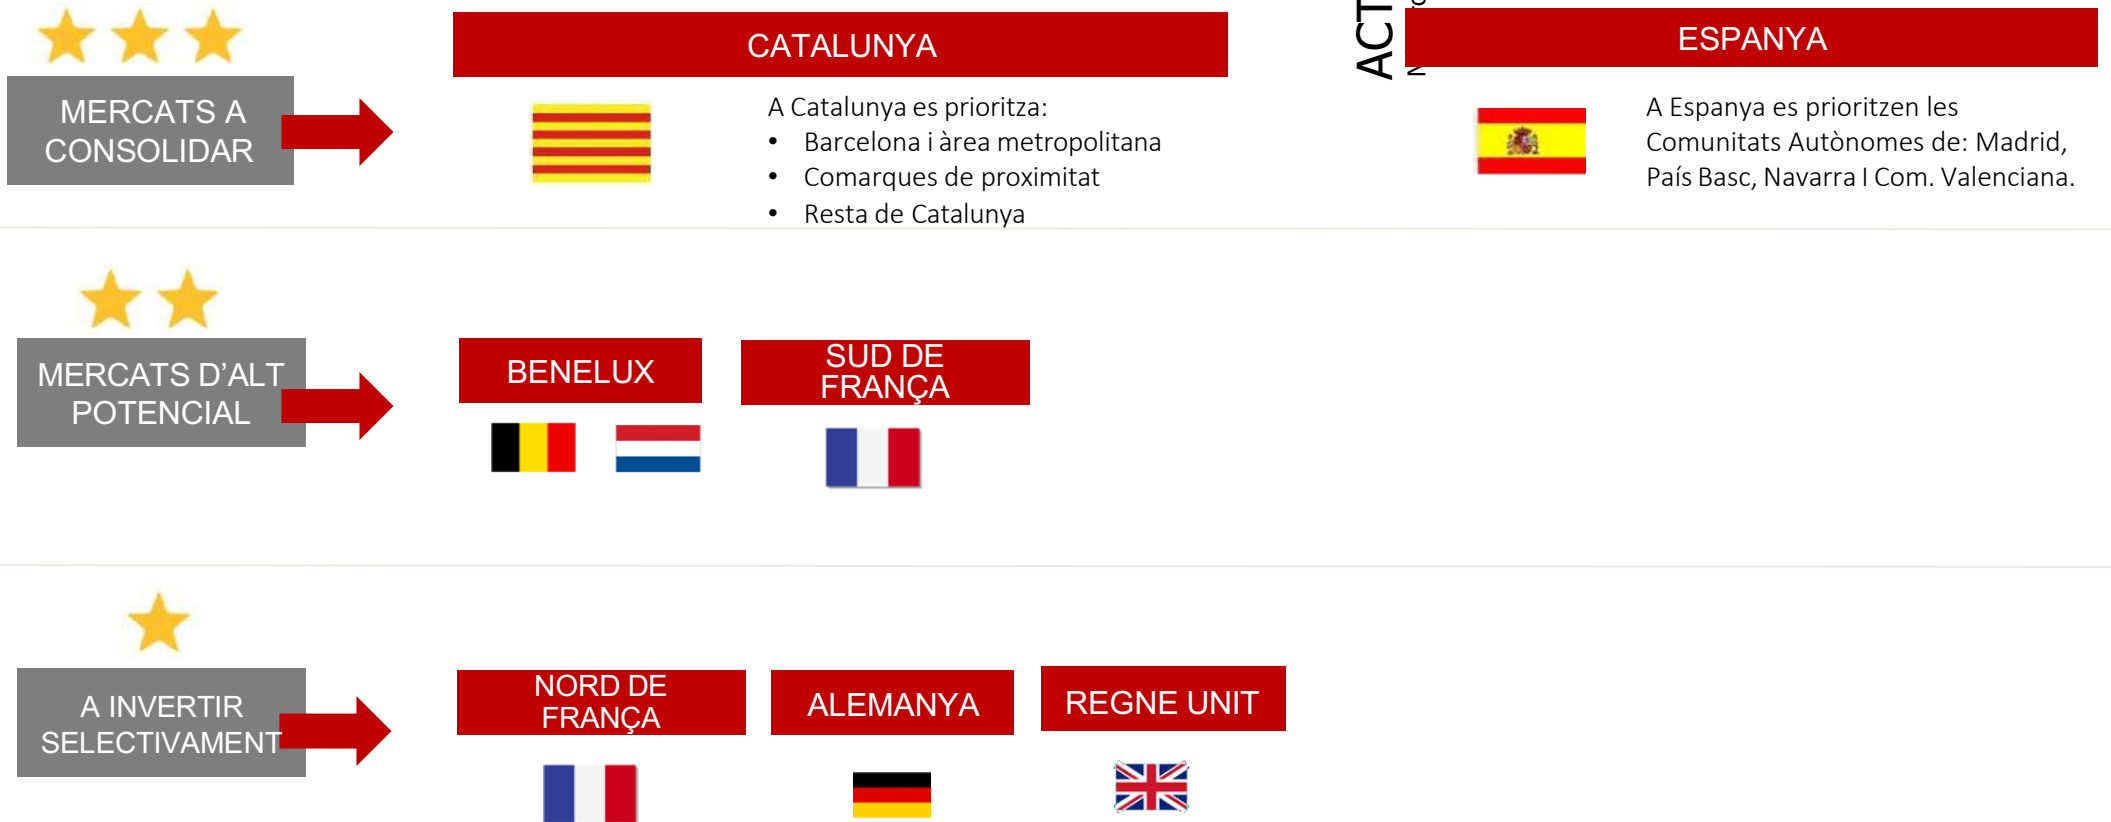 CATALUNYA
ACT
ESPANYA
MERCATS A
CONSOLIDAR
A Catalunya es prioritza:
• Barcelona i àrea metropolitana
• Comarques de proximitat
• Resta de Catalunya
A Espanya es prioritzen les
Comunitats Autònomes de: Madrid,
País Basc, Navarra I Com. Valenciana.
MERCATS D’ALT
POTENCIAL
BENELUX
SUD DE
FRANÇA
A INVERTIR
SELECTIVAMENT
NORD DE
FRANÇA
ALEMANYA
REGNE UNIT